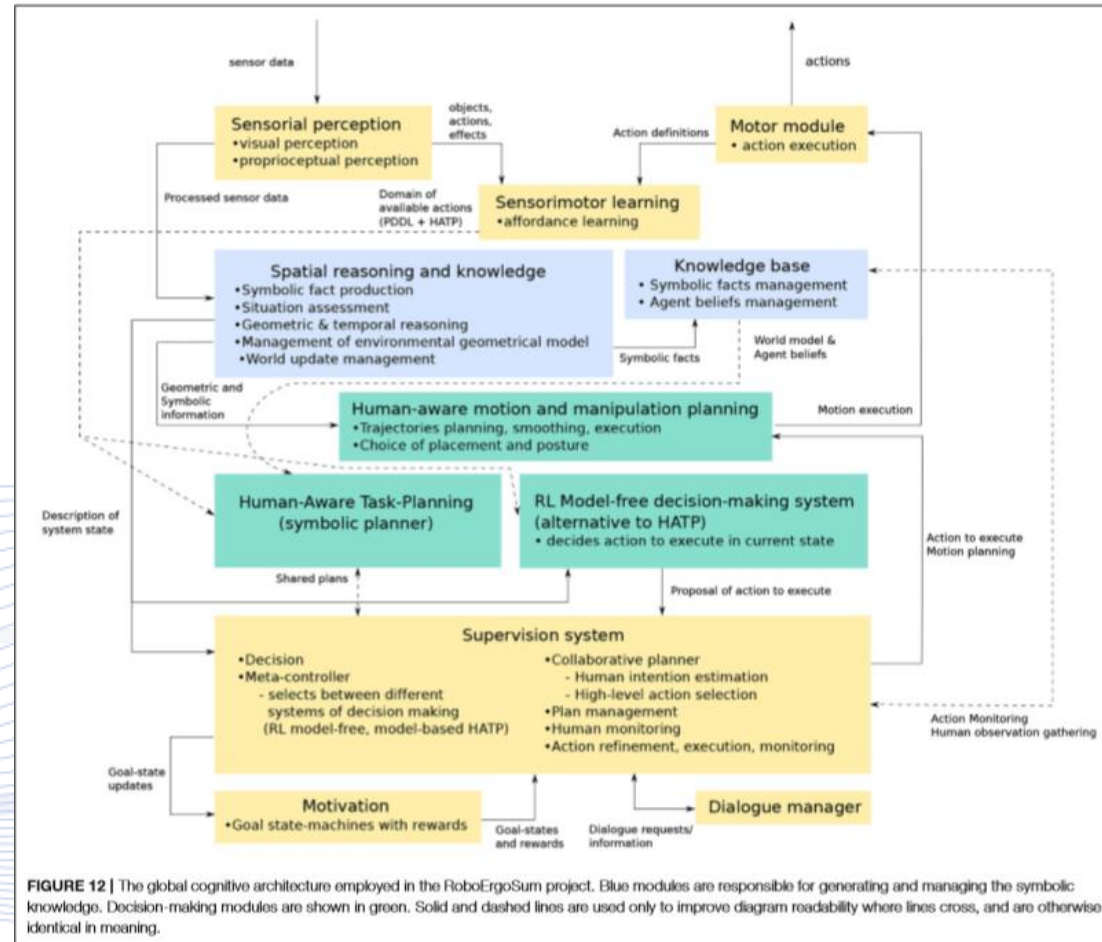 sensor data
actions
Sensorial perception
•visual perception
•proprioceptual perception
objects,
actions,
effects
Action definitions
Motor module
• action execution
Processed sensor data
Domain of
available actions
(PDDL + HATP)
Sensorimotor learning
•affordance learning
Spatial reasoning and knowledge
•Symbolic fact production
•Situation assessment
•Geometric & temporal reasoning
•Management of environmental geometrical model
•World update management
Knowledge base
• Symbolic facts management
• Agent beliefs management
Symbolic facts
World model &
Agent beliefs
Geometric and
Symbolic
information
Human-aware motion and manipulation planning
•Trajectories planning, smoothing, execution
•Choice of placement and posture
Motion execution
Human-Aware Task-Planning
(symbolic planner)
RL Model-free decision-making system
(alternative to HATP)
• decides action to execute in current state
Description of
system state
Action to execute
Motion planning
Shared plans
Proposal of action to execute
Supervision system
•Decision
•Meta-controller
- selects between different
systems of decision making
(RL model-free, model-based HATP)
•Collaborative planner
- Human intention estimation
- High-level action selection
•Plan management
•Human monitoring
•Action refinement, execution, monitoring
Action Monitoring
Human observation gathering
Goal-state
updates
Motivation
•Goal state-machines with rewards
Goal-states
and rewards
Dialogue requests/
information
Dialogue manager
FIGURE 12 | The global cognitive architecture employed in the RoboErgoSum project. Blue modules are responsible for generating and managing the symbolic
knowledge. Decision-making modules are shown in green. Solid and dashed lines are used only to improve diagram readability where lines cross, and are otherwise
identical in meaning.